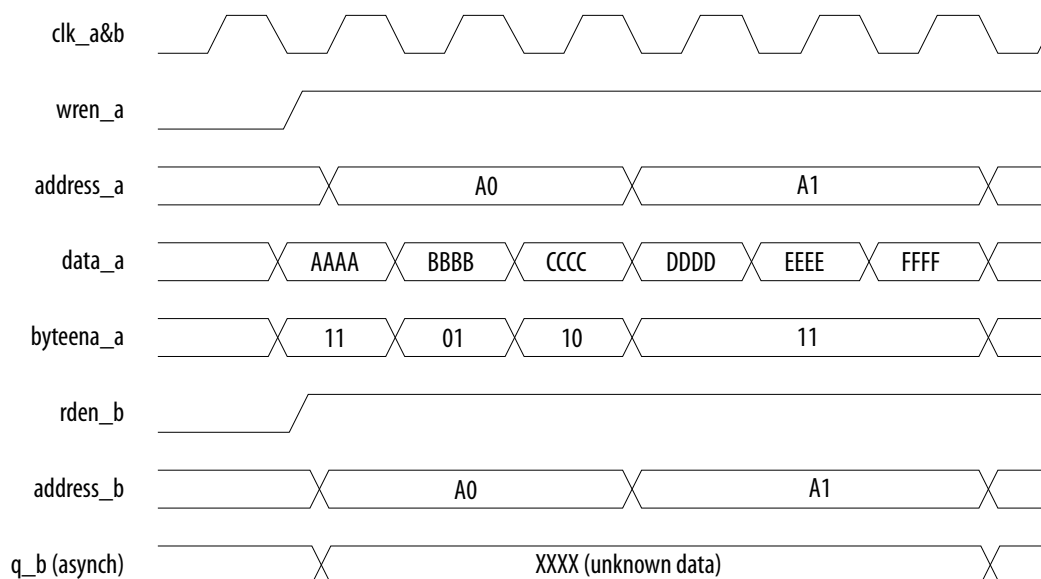 clk_a&b
wren_a
address_a A0 A1
data_a AAAA BBBB CCCC DDDD EEEE FFFF
byteena_a 11 01 10 11
rden_b
address_b A0 A1
q_b (asynch) XXXX (unknown data)